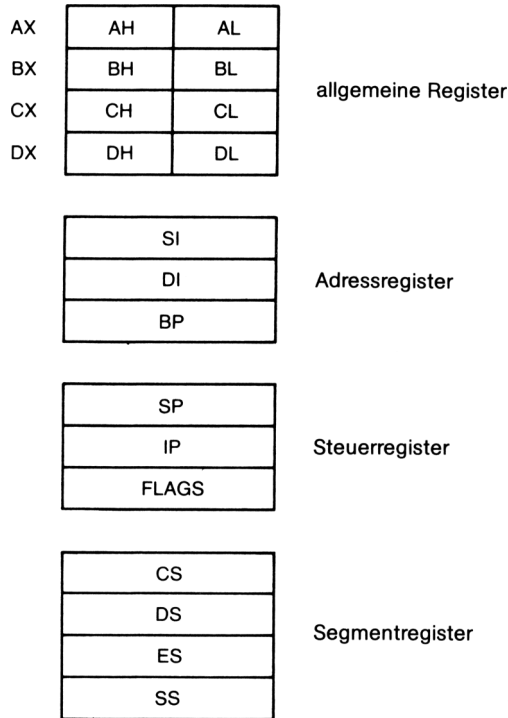 AX AH AL
BX BH BL
CX CH CL
DX DH DL
allgemeine Register
SI
DI
BP
Adressregister
SP
IP
FLAGS
Steuerregister
CS
DS
ES
SS
Segmentregister